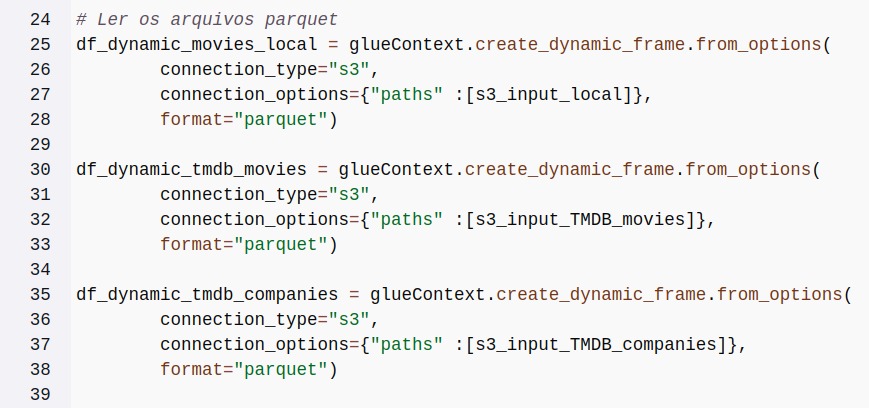 24 # Ler os arquivos parquet
25 df_dynamic_movies_local = glueContext.create_dynamic_frame.from_options(
26         connection_type="s3",
27         connection_options={"paths" :[s3_input_local]},
28         format="parquet")
29
30 df_dynamic_tmdb_movies = glueContext.create_dynamic_frame.from_options(
31         connection_type="s3",
32         connection_options={"paths" :[s3_input_TMDB_movies]},
33         format="parquet")
34
35 df_dynamic_tmdb_companies = glueContext.create_dynamic_frame.from_options(
36         connection_type="s3",
37         connection_options={"paths" :[s3_input_TMDB_companies]},
38         format="parquet")
39